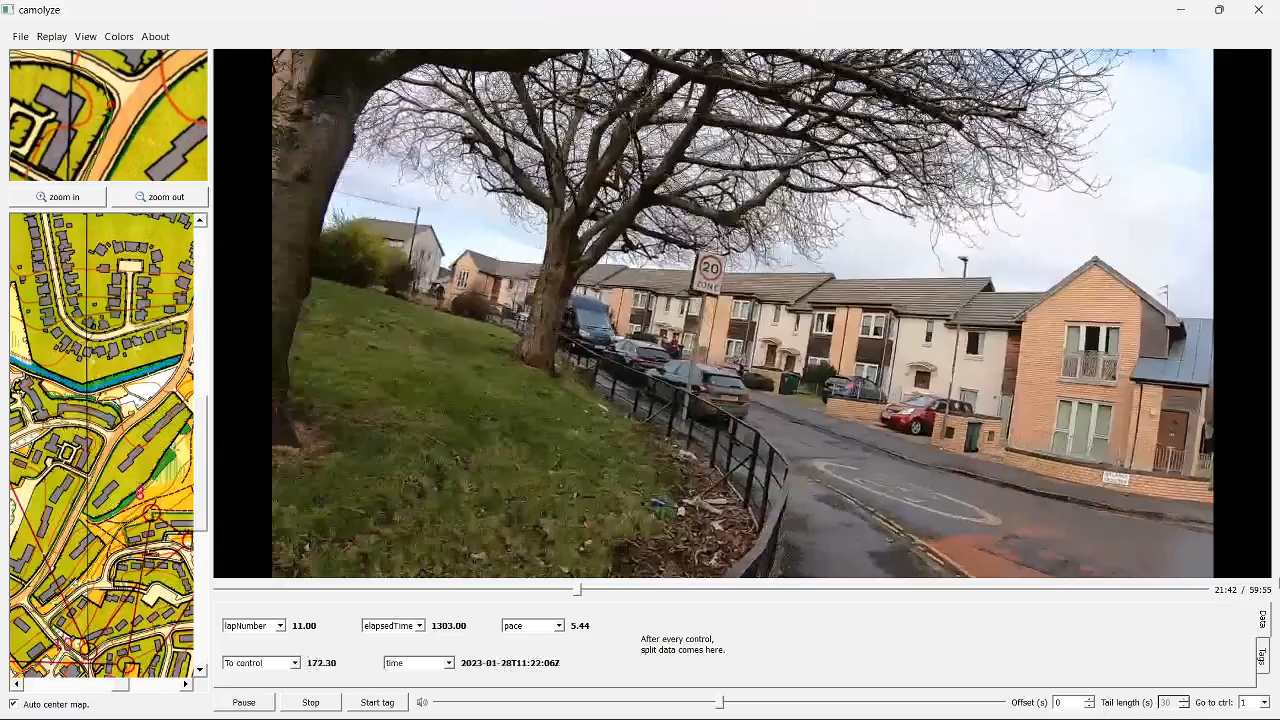 camolyze
File Replay View Colors About
zoom in
zoom out
8
20
ZONE
21:42 / 59:55
lapNumber 11.00
elapsedTime 1303.00
pace 5.44
After every control,
split data comes here.
To control 172.30
time 2023-01-28T11:22:06Z
Data
Tags
Auto center map.
Pause
Stop
Start tag
Offset (s) 0
Tail length (s) 30
Go to ctrl: 1